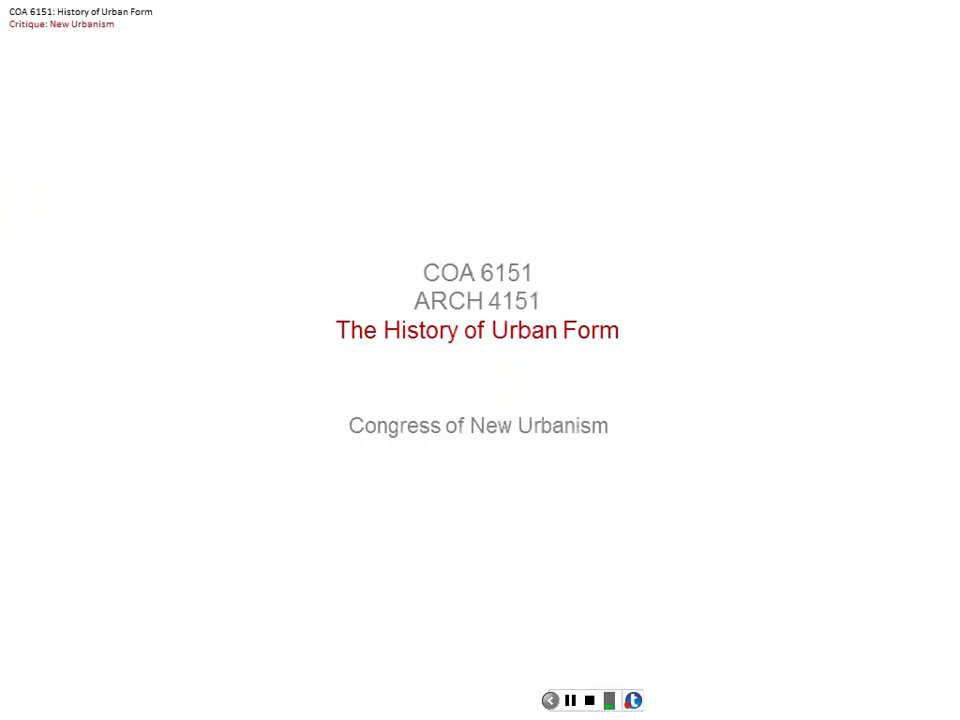 COA 6151: History of Urban Form
Critique: New Urbanism
COA 6151
ARCH 4151
The History of Urban Form
Congress of New Urbanism